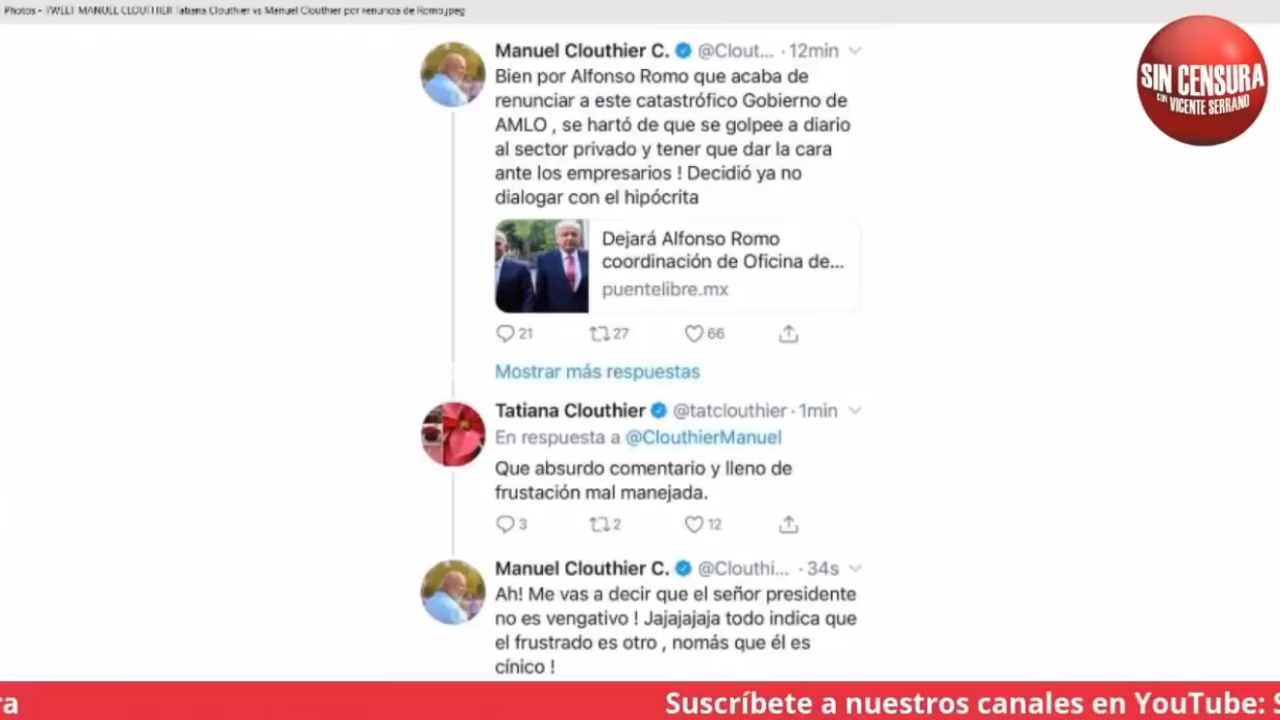 Photos - TWEET MANUEL CLOUTHIER Tatiana Clouthier vs Manuel Clouthier por renuncia de Romo.jpeg
SIN CENSURA
CON VICENTE SERRANO
Manuel Clouthier C. @Clout... · 12min
Bien por Alfonso Romo que acaba de
renunciar a este catastrófico Gobierno de
AMLO , se hartó de que se golpee a diario
al sector privado y tener que dar la cara
ante los empresarios ! Decidió ya no
dialogar con el hipócrita
Dejará Alfonso Romo
coordinación de Oficina de...
puentelibre.mx
21 27 66
Mostrar más respuestas
Tatiana Clouthier @tatclouthier · 1min
En respuesta a @ClouthierManuel
Que absurdo comentario y lleno de
frustación mal manejada.
3 2 12
Manuel Clouthier C. @Clouthi... · 34s
Ah! Me vas a decir que el señor presidente
no es vengativo ! Jajajajaja todo indica que
el frustrado es otro , nomás que él es
cínico !
ra Suscríbete a nuestros canales en YouTube: S